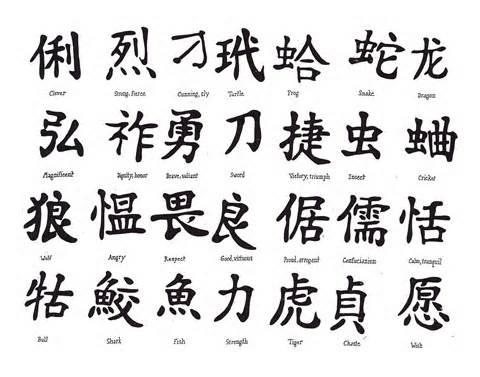 俐 烈 刁 玳 蛤 蛇 龙
Clever Strong, fierce Cunning, sly Turtle Frog Snake Dragon
弘 祚 勇 刀 捷 虫 蛐
Magnificent Dignity, honor Brave, valiant Sword Victory, triumph Insect Cricket
狼 愠 畏 良 倨 儒 恬
Wolf Angry Respect Good, virtuous Proud, arrogant Confucianism Calm, tranquil
牯 鮫 魚 力 虎 貞 愿
Bull Shark Fish Strength Tiger Chaste Wish